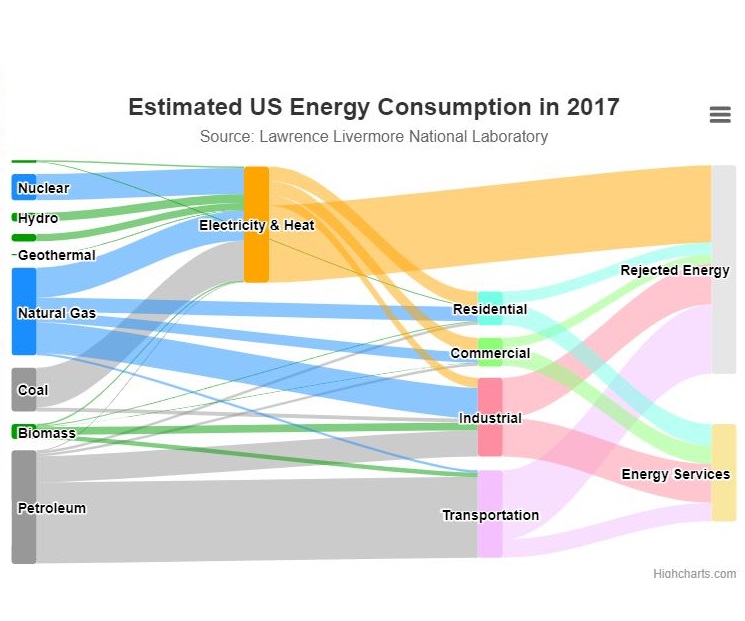 Estimated US Energy Consumption in 2017
Source: Lawrence Livermore National Laboratory
Nuclear
Hydro
Electricity & Heat
Geothermal
Rejected Energy
Natural Gas
Residential
Commercial
Coal
Industrial
Biomass
Energy Services
Petroleum
Transportation
Highcharts.com